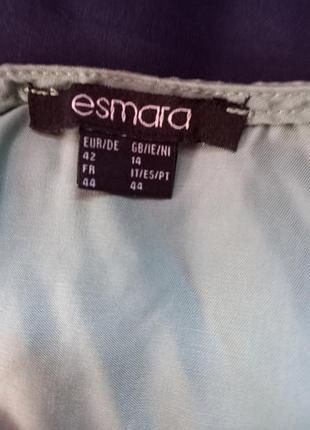 esmara
EUR/DE GB/IE/NI
42 14
FR IT/ES/PT
44 44